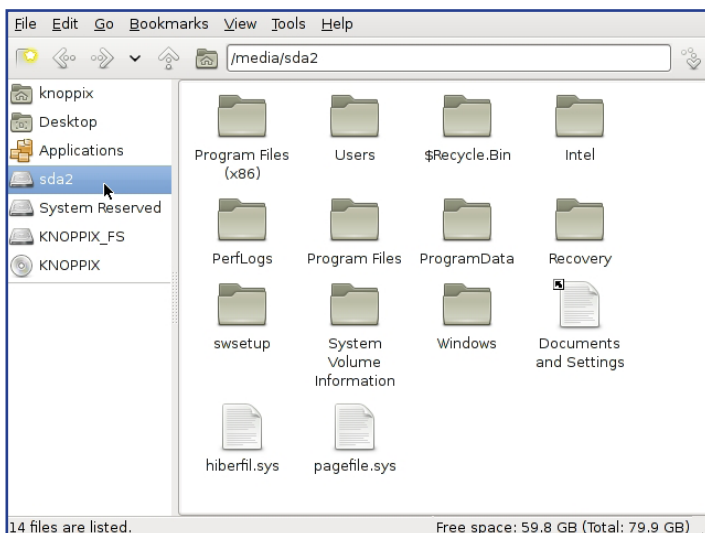 File Edit Go Bookmarks View Tools Help
/media/sda2
knoppix
Desktop
Applications
sda2
System Reserved
KNOPPIX_FS
KNOPPIX
Program Files
(x86)
Users
$Recycle.Bin
Intel
PerfLogs
Program Files
ProgramData
Recovery
swsetup
System
Volume
Information
Windows
Documents
and Settings
hiberfil.sys
pagefile.sys
14 files are listed.
Free space: 59.8 GB (Total: 79.9 GB)